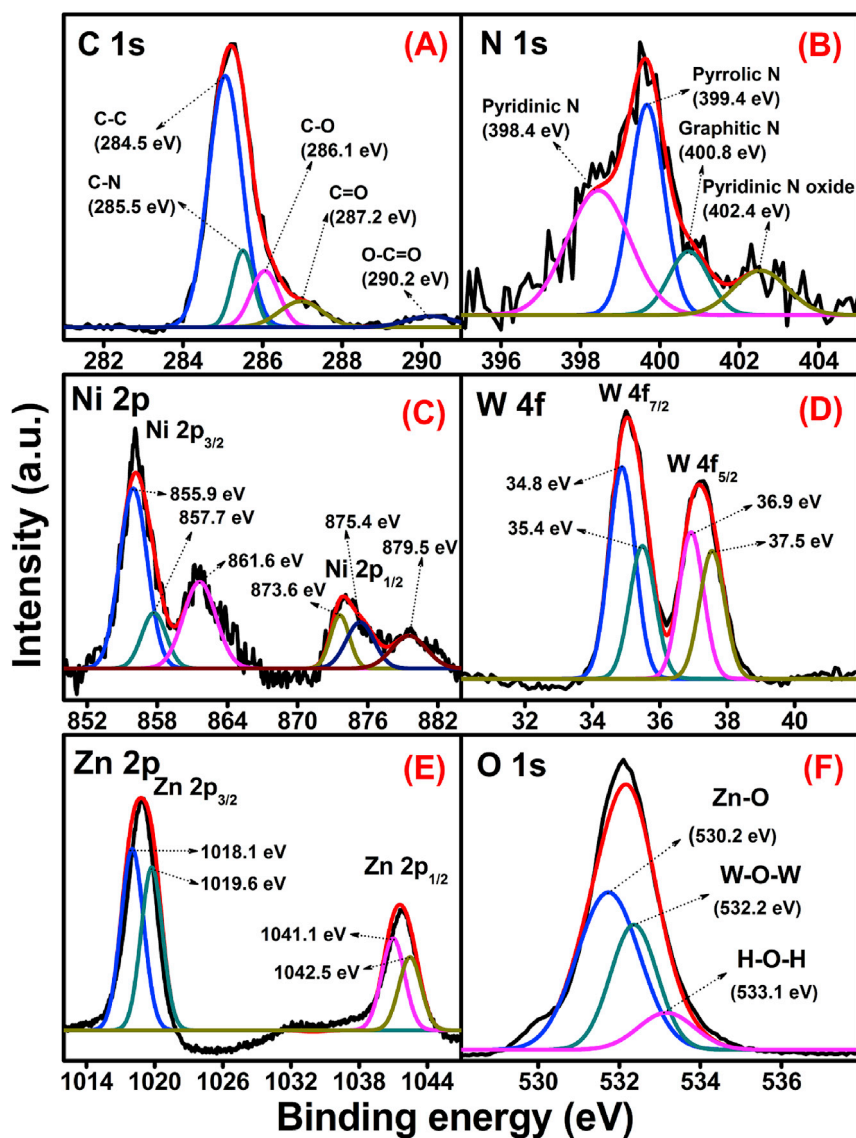 C 1s
(A)
C-C
(284.5 eV)
C-N
(285.5 eV)
C-O
(286.1 eV)
C=O
(287.2 eV)
O-C=O
(290.2 eV)
282 284 286 288 290
N 1s
(B)
Pyridinic N
(398.4 eV)
Pyrrolic N
(399.4 eV)
Graphitic N
(400.8 eV)
Pyridinic N oxide
(402.4 eV)
396 398 400 402 404
Ni 2p
(C)
Ni 2p3/2
855.9 eV
857.7 eV
861.6 eV
875.4 eV
879.5 eV
Ni 2p1/2
873.6 eV
852 858 864 870 876 882
W 4f
(D)
W 4f7/2
W 4f5/2
34.8 eV
35.4 eV
36.9 eV
37.5 eV
32 34 36 38 40
Zn 2p
(E)
Zn 2p3/2
1018.1 eV
1019.6 eV
Zn 2p1/2
1041.1 eV
1042.5 eV
1014 1020 1026 1032 1038 1044
O 1s
(F)
Zn-O
(530.2 eV)
W-O-W
(532.2 eV)
H-O-H
(533.1 eV)
530 532 534 536
Intensity (a.u.)
Binding energy (eV)